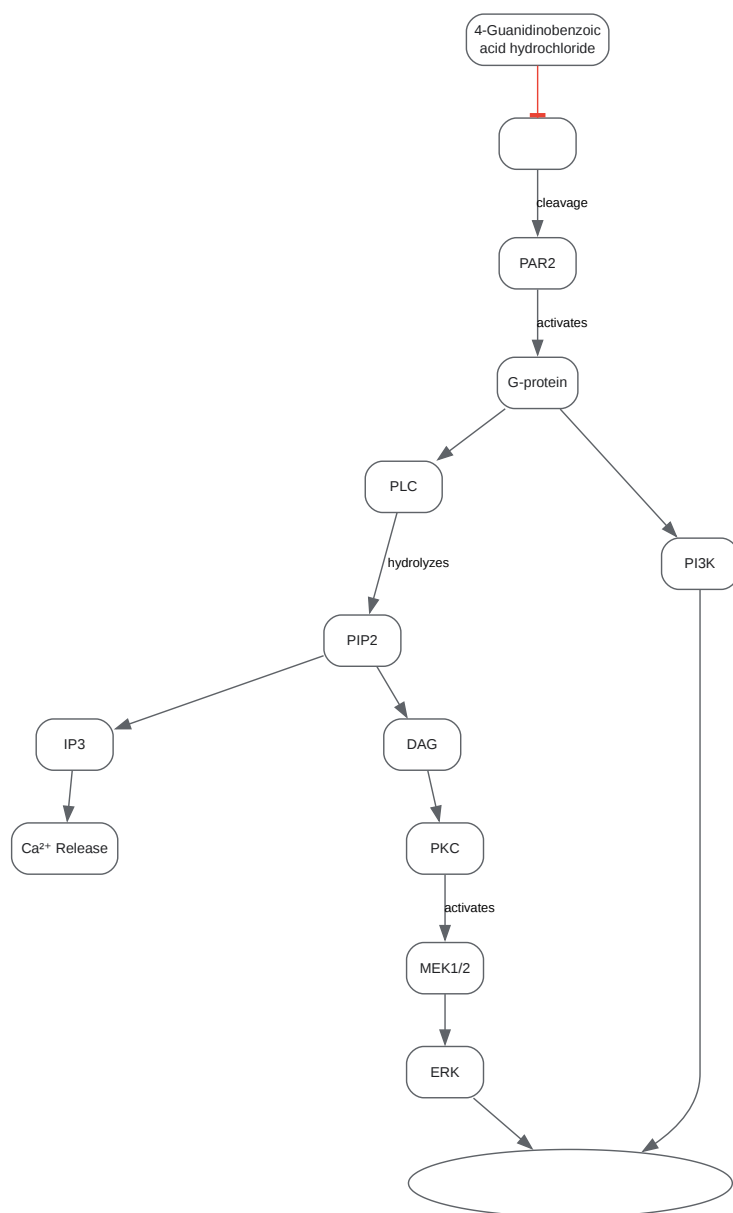 4-Guanidinobenzoic
acid hydrochloride
cleavage
PAR2
activates
G-protein
PLC
PI3K
hydrolyzes
PIP2
IP3
DAG
Ca²⁺ Release
PKC
activates
MEK1/2
ERK